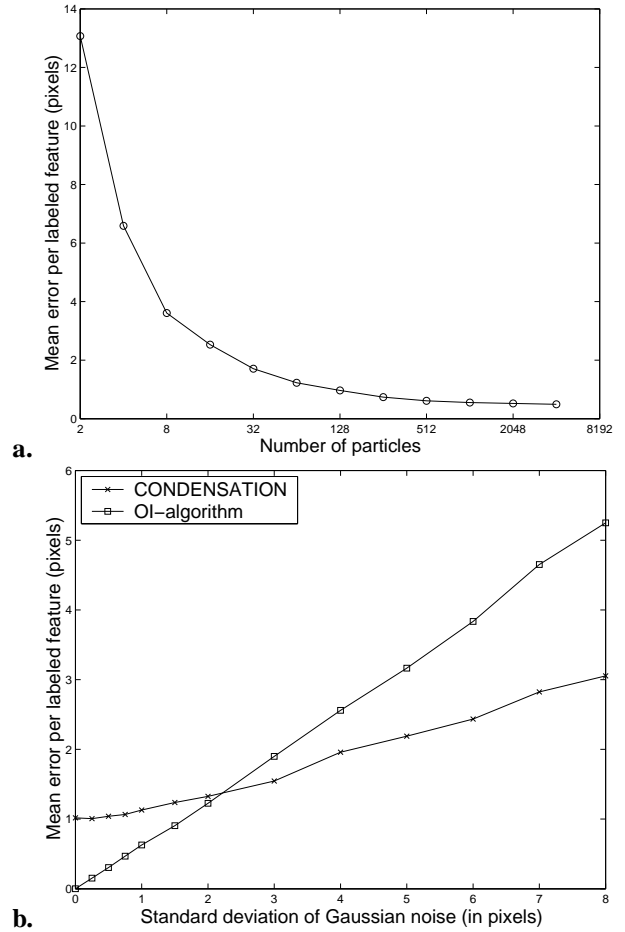 14
12
10
8
6
4
2
0
Mean error per labeled feature (pixels)
2 8 32 128 512 2048 8192
Number of particles
a.
6
5
4
3
2
1
0
Mean error per labeled feature (pixels)
CONDENSATION
OI-algorithm
0 1 2 3 4 5 6 7 8
Standard deviation of Gaussian noise (in pixels)
b.